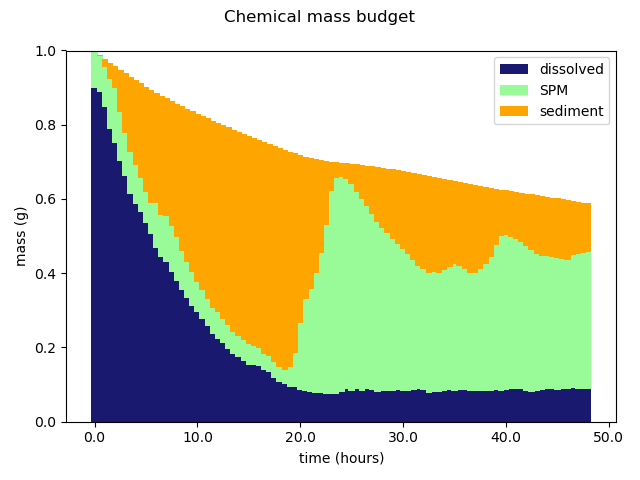 Chemical mass budget
dissolved
SPM
sediment
1.0
0.8
0.6
0.4
0.2
0.0
mass (g)
0.0 10.0 20.0 30.0 40.0 50.0
time (hours)